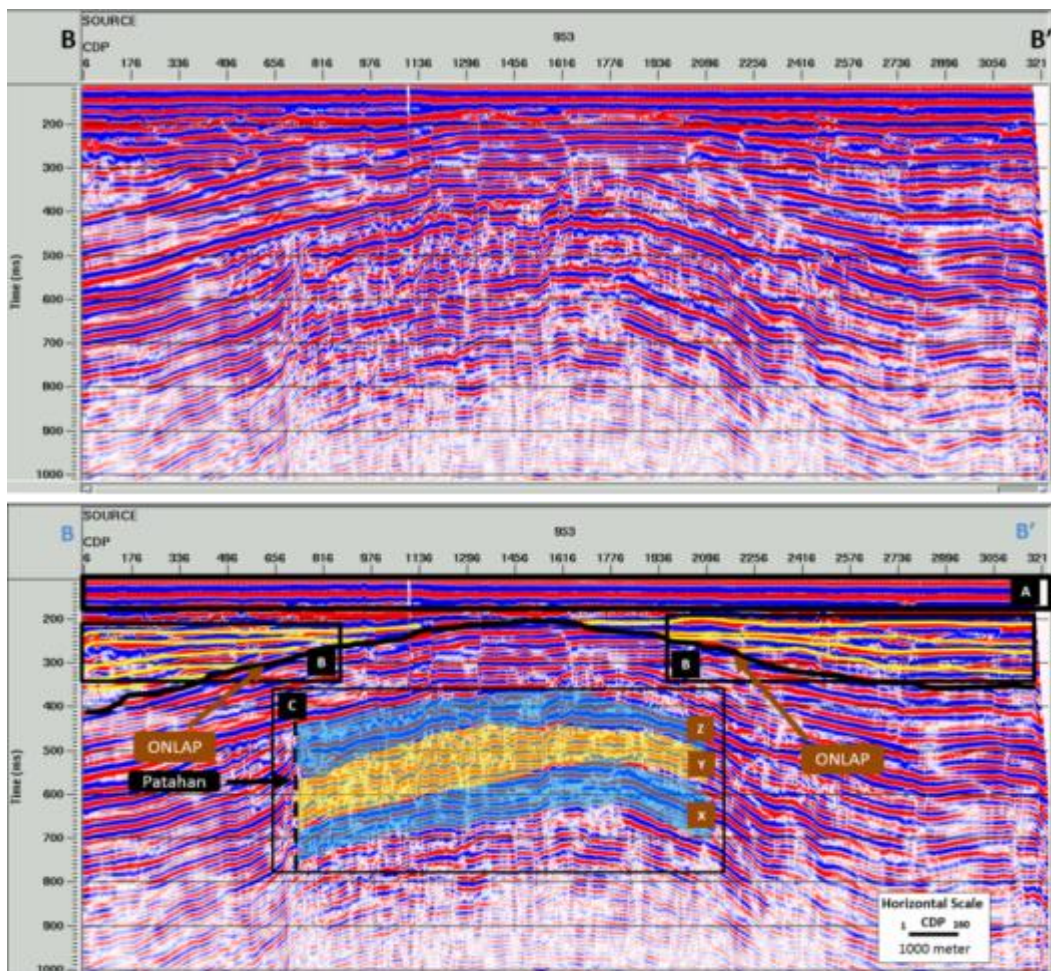 SOURCE
B 953 B'
CDP
6 176 336 496 656 816 976 1136 1296 1456 1616 1776 1936 2096 2256 2416 2576 2736 2896 3056 321
200
300
400
500
Time (ms)
600
700
800
900
1000
SOURCE
B 953 B'
CDP
6 176 336 496 656 816 976 1136 1296 1456 1616 1776 1936 2096 2256 2416 2576 2736 2896 3056 321
A
200
B B
300
400
C
Z
ONLAP ONLAP
500
Y
Patahan
Time (ms)
600
X
700
800
Horizontal Scale
1 CDP 160
1000 meter
900
1000